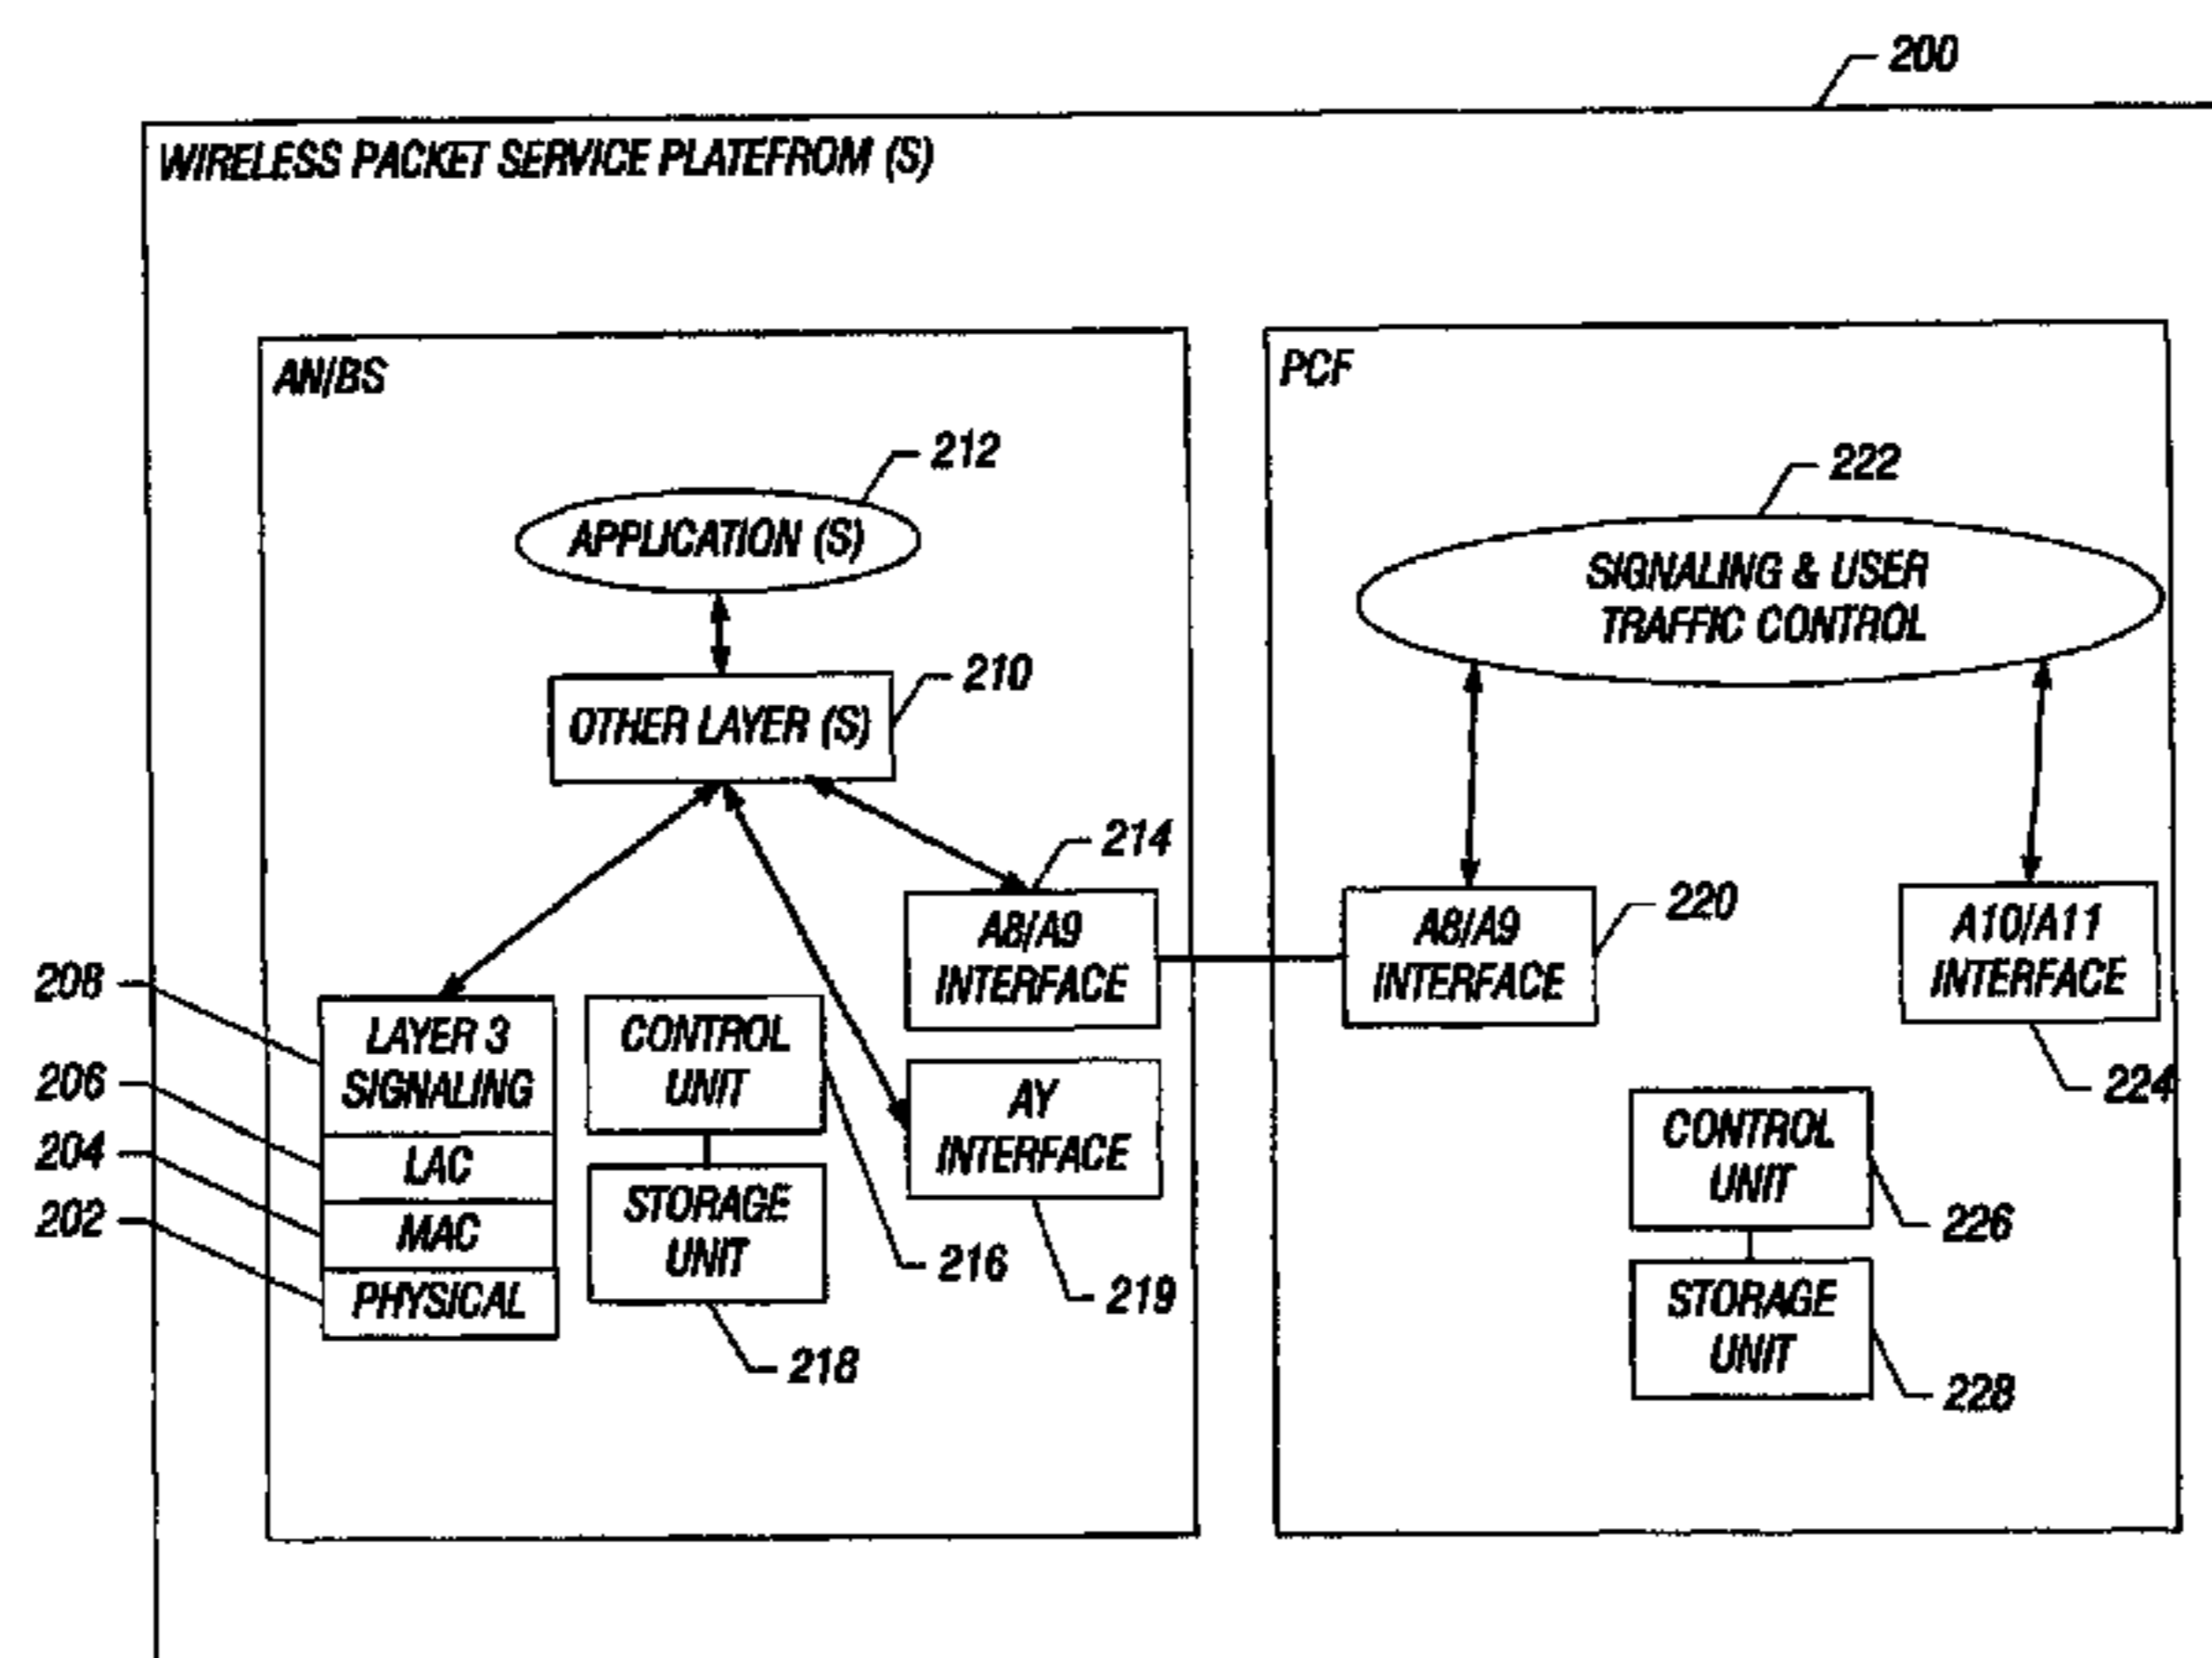 200
WIRELESS PACKET SERVICE PLATEFROM (S)
AN/BS
212
APPLICATION (S)
210
OTHER LAYER (S)
214
A8/A9
INTERFACE
208
LAYER 3
SIGNALING
206
LAC
204
MAC
202
PHYSICAL
CONTROL
UNIT
216
STORAGE
UNIT
218
AY
INTERFACE
219
PCF
222
SIGNALING & USER
TRAFFIC CONTROL
220
A8/A9
INTERFACE
A10/A11
INTERFACE
224
CONTROL
UNIT
226
STORAGE
UNIT
228